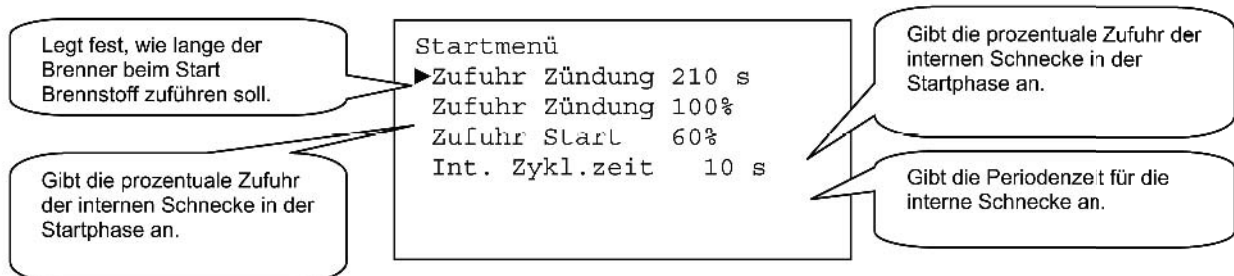 Legt fest, wie lange der
Brenner beim Start
Brennstoff zuführen soll.
Gibt die prozentuale Zufuhr
der internen Schnecke in der
Startphase an.
Startmenü
▶Zufuhr Zündung 210 s
Zufuhr Zündung 100%
Zufuhr Start 60%
Int. Zykl.zeit 10 s
Gibt die prozentuale Zufuhr der
internen Schnecke in der
Startphase an.
Gibt die Periodenzeit für die
interne Schnecke an.